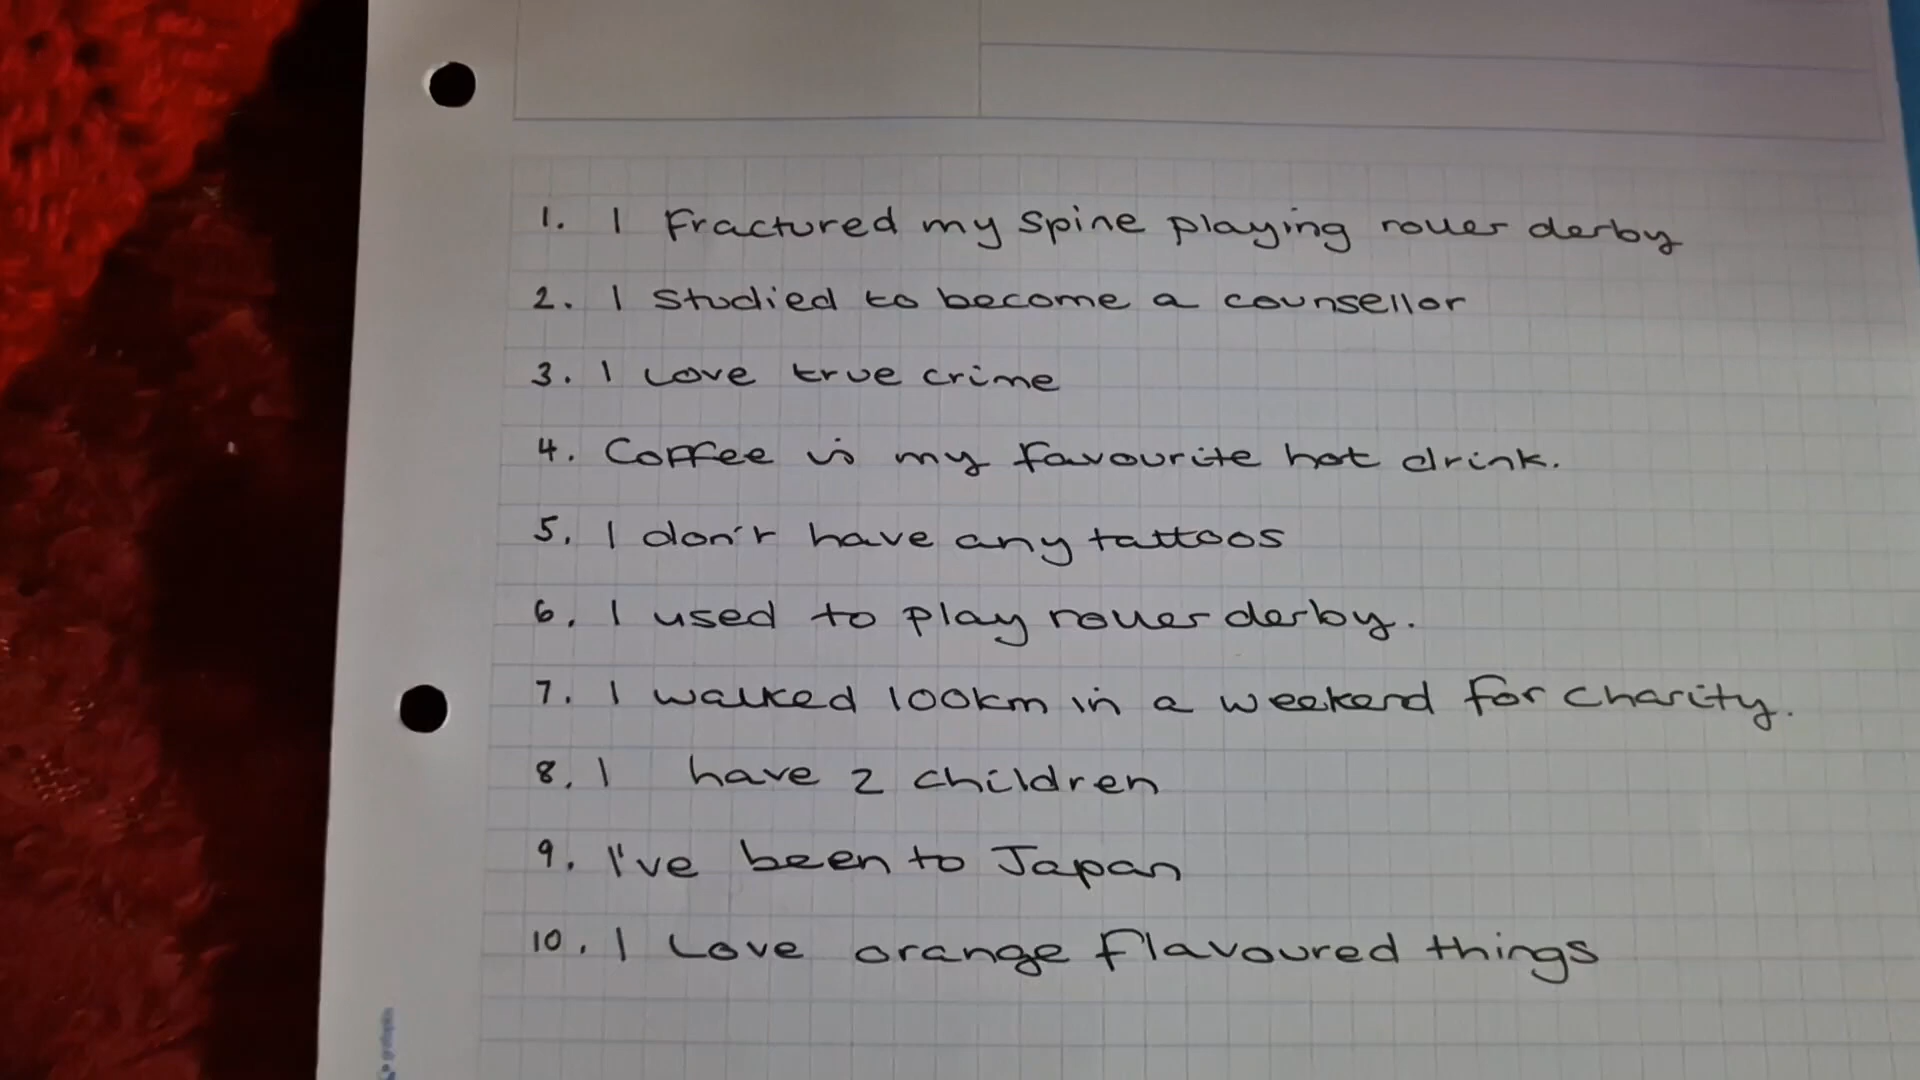 1. I Fractured my spine playing roller derby
2. I studied to become a counsellor
3. I love true crime
4. Coffee is my favourite hot drink.
5. I don't have any tattoos
6. I used to play roller derby.
7. I walked 100km in a weekend for charity.
8. I have 2 children
9. I've been to Japan
10. I Love orange flavoured things